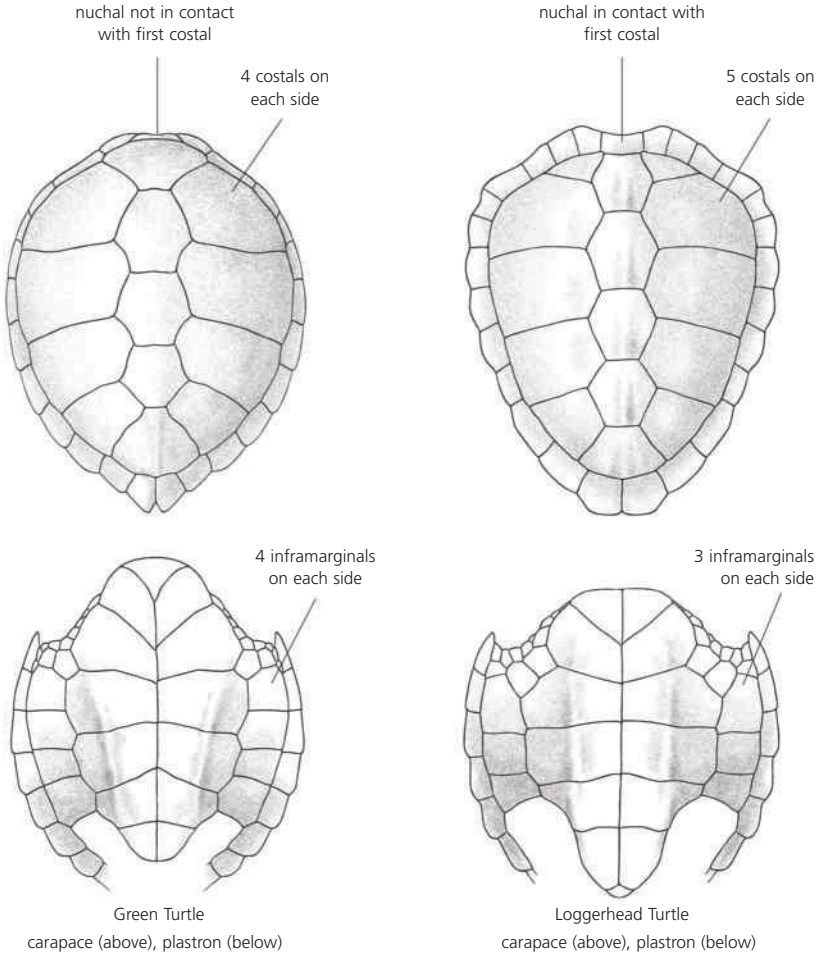 nuchal not in contact
with first costal
4 costals on
each side
nuchal in contact with
first costal
5 costals on
each side
4 inframarginals
on each side
3 inframarginals
on each side
Green Turtle
carapace (above), plastron (below)
Loggerhead Turtle
carapace (above), plastron (below)